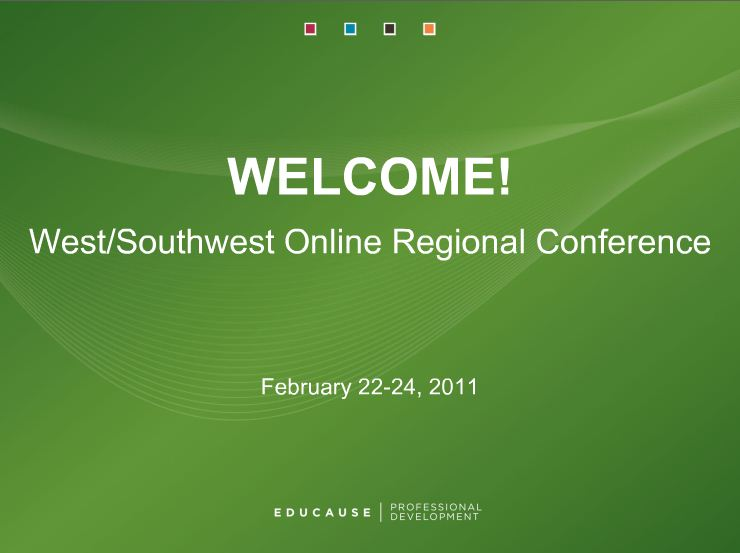 WELCOME!
West/Southwest Online Regional Conference
February 22-24, 2011
EDUCAUSE | PROFESSIONAL
DEVELOPMENT